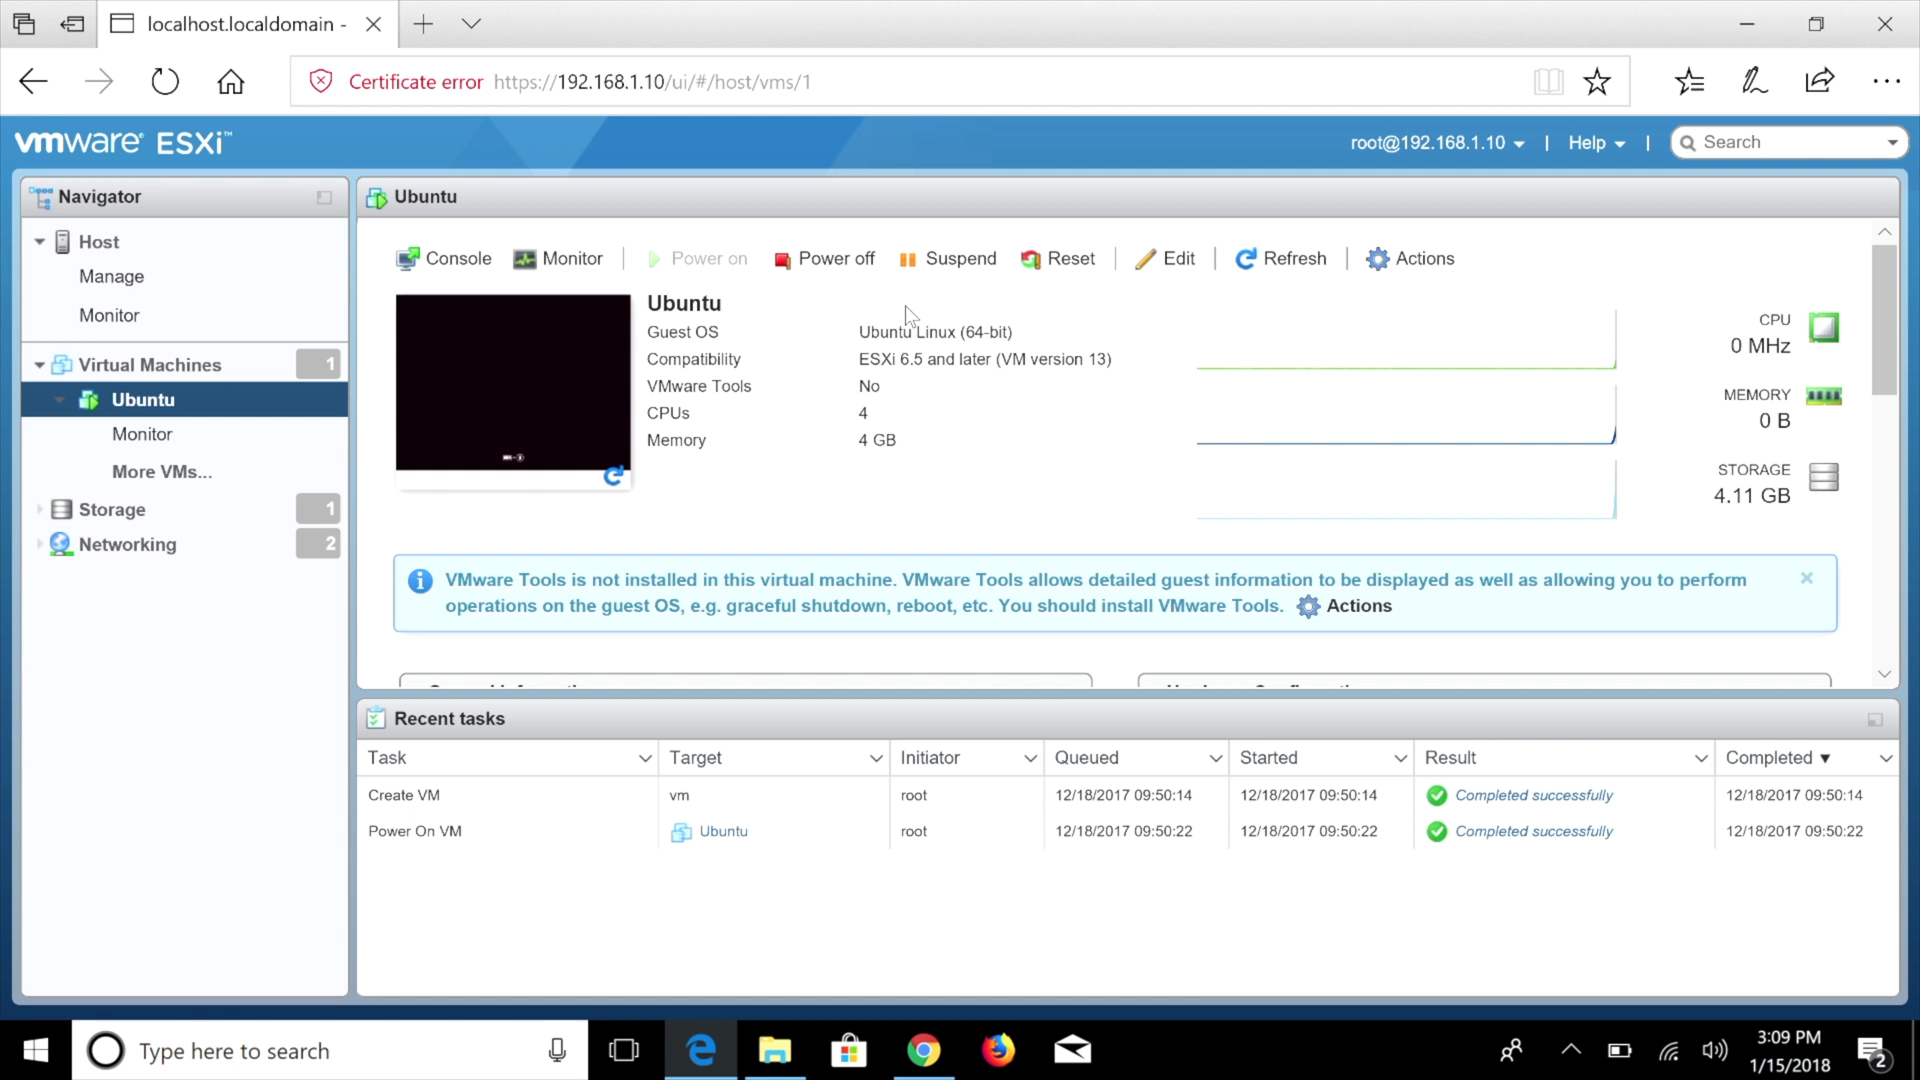 localhost.localdomain -
Certificate error https://192.168.1.10/ui/#/host/vms/1
vmware ESXi™
root@192.168.1.10 | Help | Search
Navigator
Host
Manage
Monitor
Virtual Machines 1
Ubuntu
Monitor
More VMs...
Storage 1
Networking 2
Ubuntu
Console Monitor Power on Power off Suspend Reset Edit Refresh Actions
Ubuntu
Guest OS Ubuntu Linux (64-bit)
Compatibility ESXi 6.5 and later (VM version 13)
VMware Tools No
CPUs 4
Memory 4 GB
CPU
0 MHz
MEMORY
0 B
STORAGE
4.11 GB
VMware Tools is not installed in this virtual machine. VMware Tools allows detailed guest information to be displayed as well as allowing you to perform
operations on the guest OS, e.g. graceful shutdown, reboot, etc. You should install VMware Tools. Actions
Recent tasks
Task Target Initiator Queued Started Result Completed ▼
Create VM vm root 12/18/2017 09:50:14 12/18/2017 09:50:14 Completed successfully 12/18/2017 09:50:14
Power On VM Ubuntu root 12/18/2017 09:50:22 12/18/2017 09:50:22 Completed successfully 12/18/2017 09:50:22
Type here to search
3:09 PM
1/15/2018
2